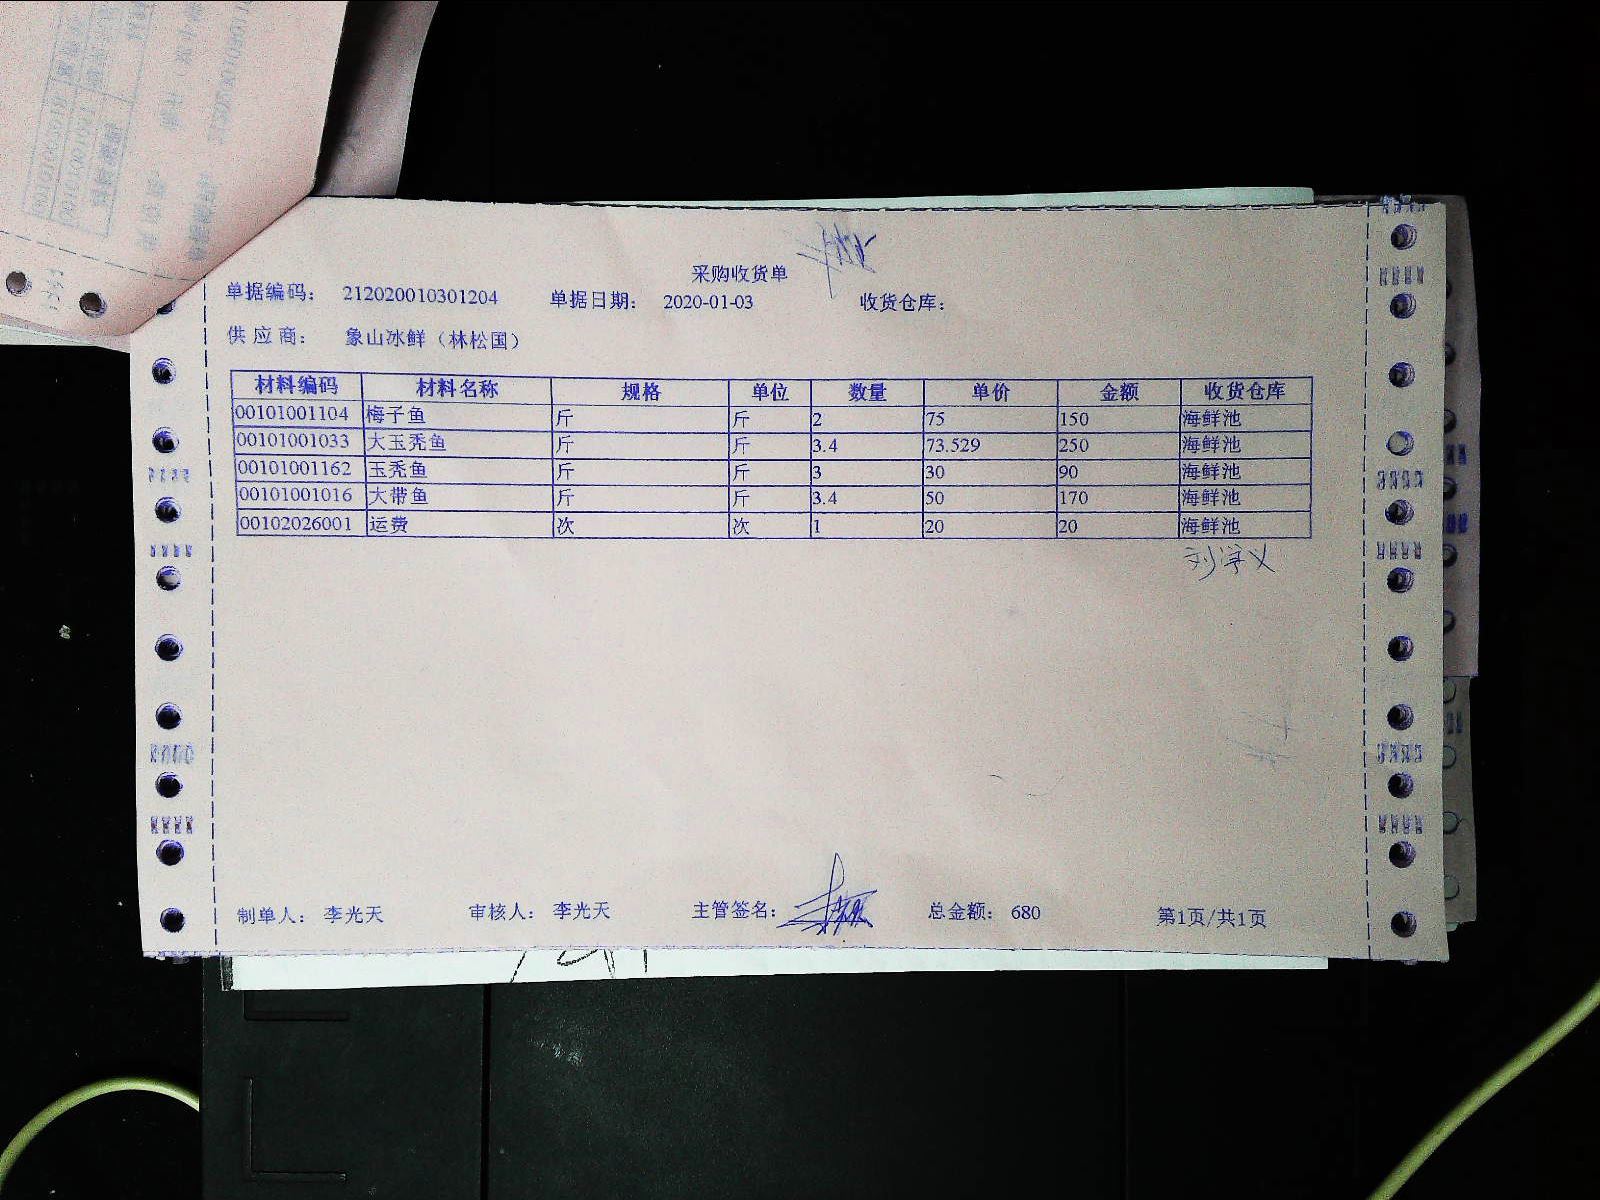 采购收货单
单据编码： 212020010301204 单据日期： 2020-01-03 收货仓库：
供 应 商： 象山冰鲜（林松国）
材料编码 材料名称 规格 单位 数量 单价 金额 收货仓库
00101001104 梅子鱼 斤 斤 2 75 150 海鲜池
00101001033 大玉秃鱼 斤 斤 3.4 73.529 250 海鲜池
00101001162 玉秃鱼 斤 斤 3 30 90 海鲜池
00101001016 大带鱼 斤 斤 3.4 50 170 海鲜池
00102026001 运费 次 次 1 20 20 海鲜池
制单人： 李光天 审核人： 李光天 主管签名： 总金额： 680 第1页/共1页